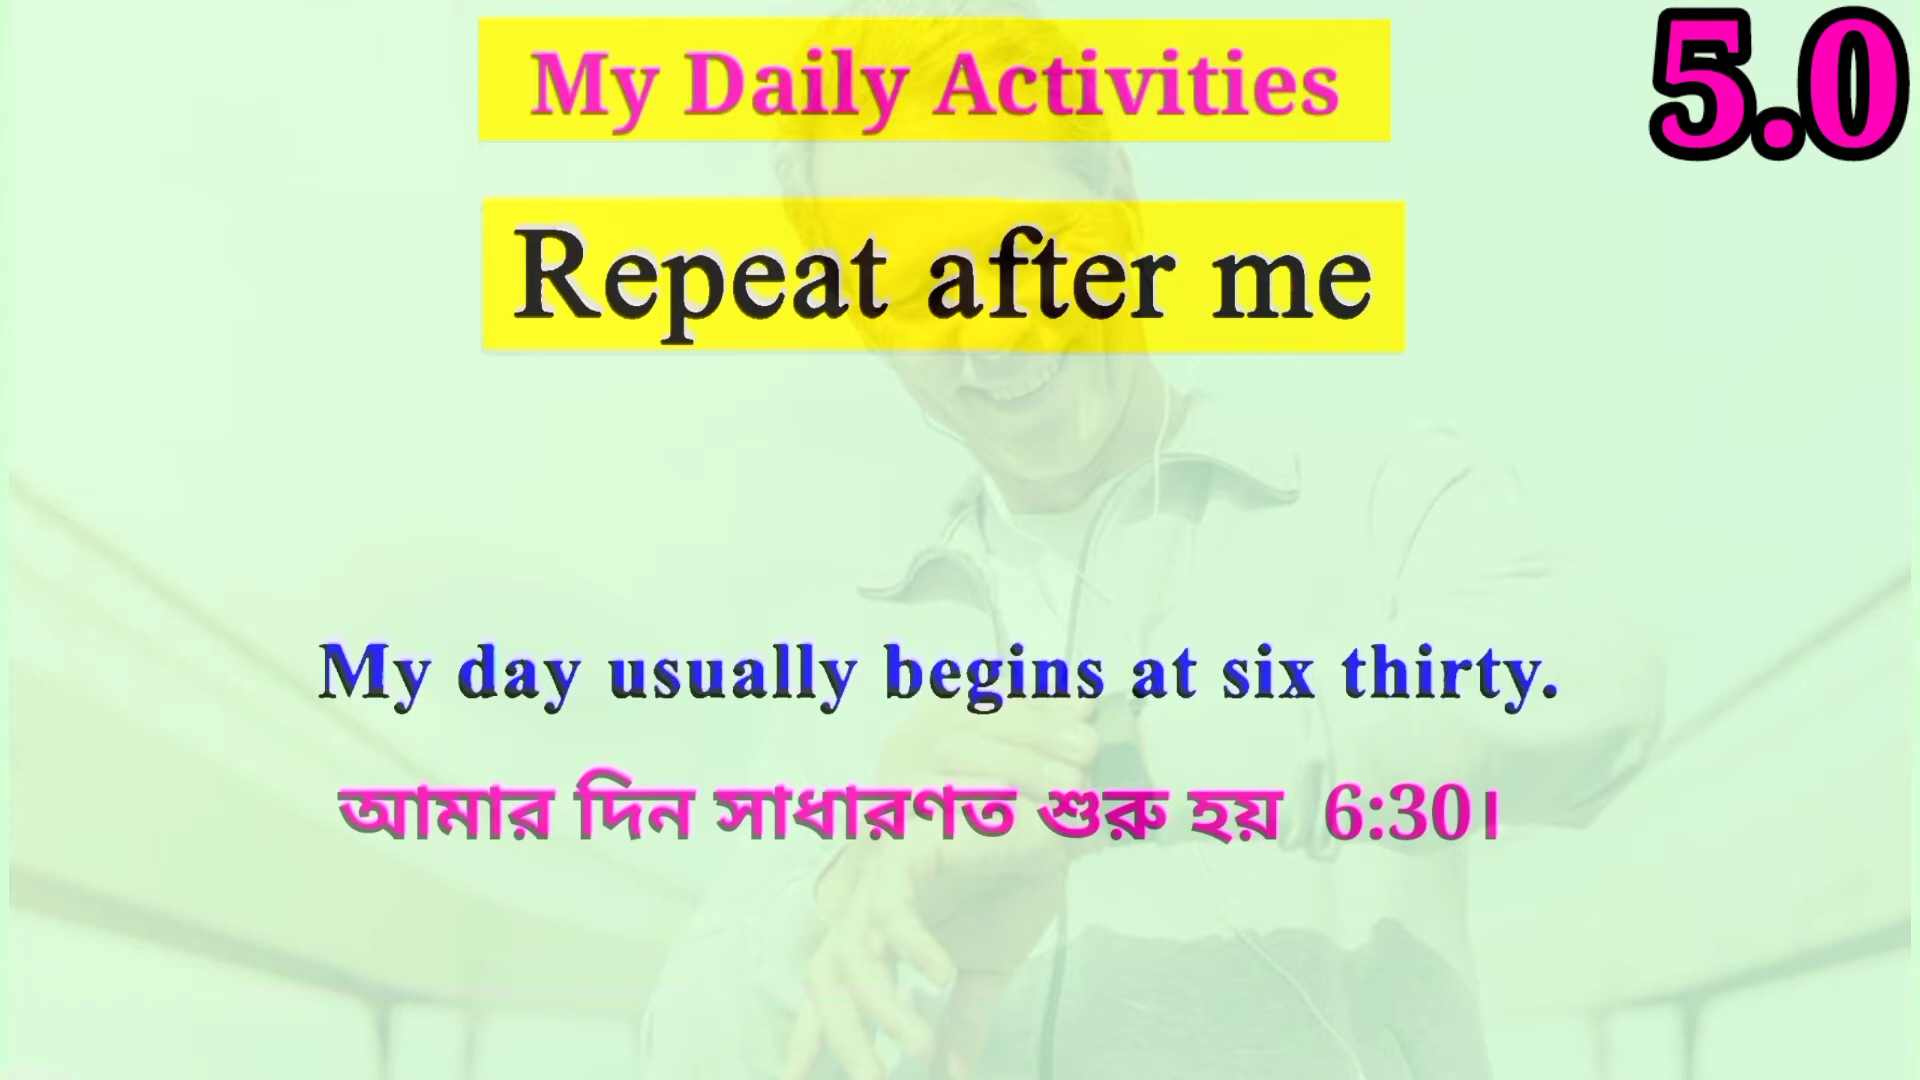 My Daily Activities
5.0
Repeat after me
My day usually begins at six thirty.
আমার দিন সাধারণত শুরু হয় 6:30।